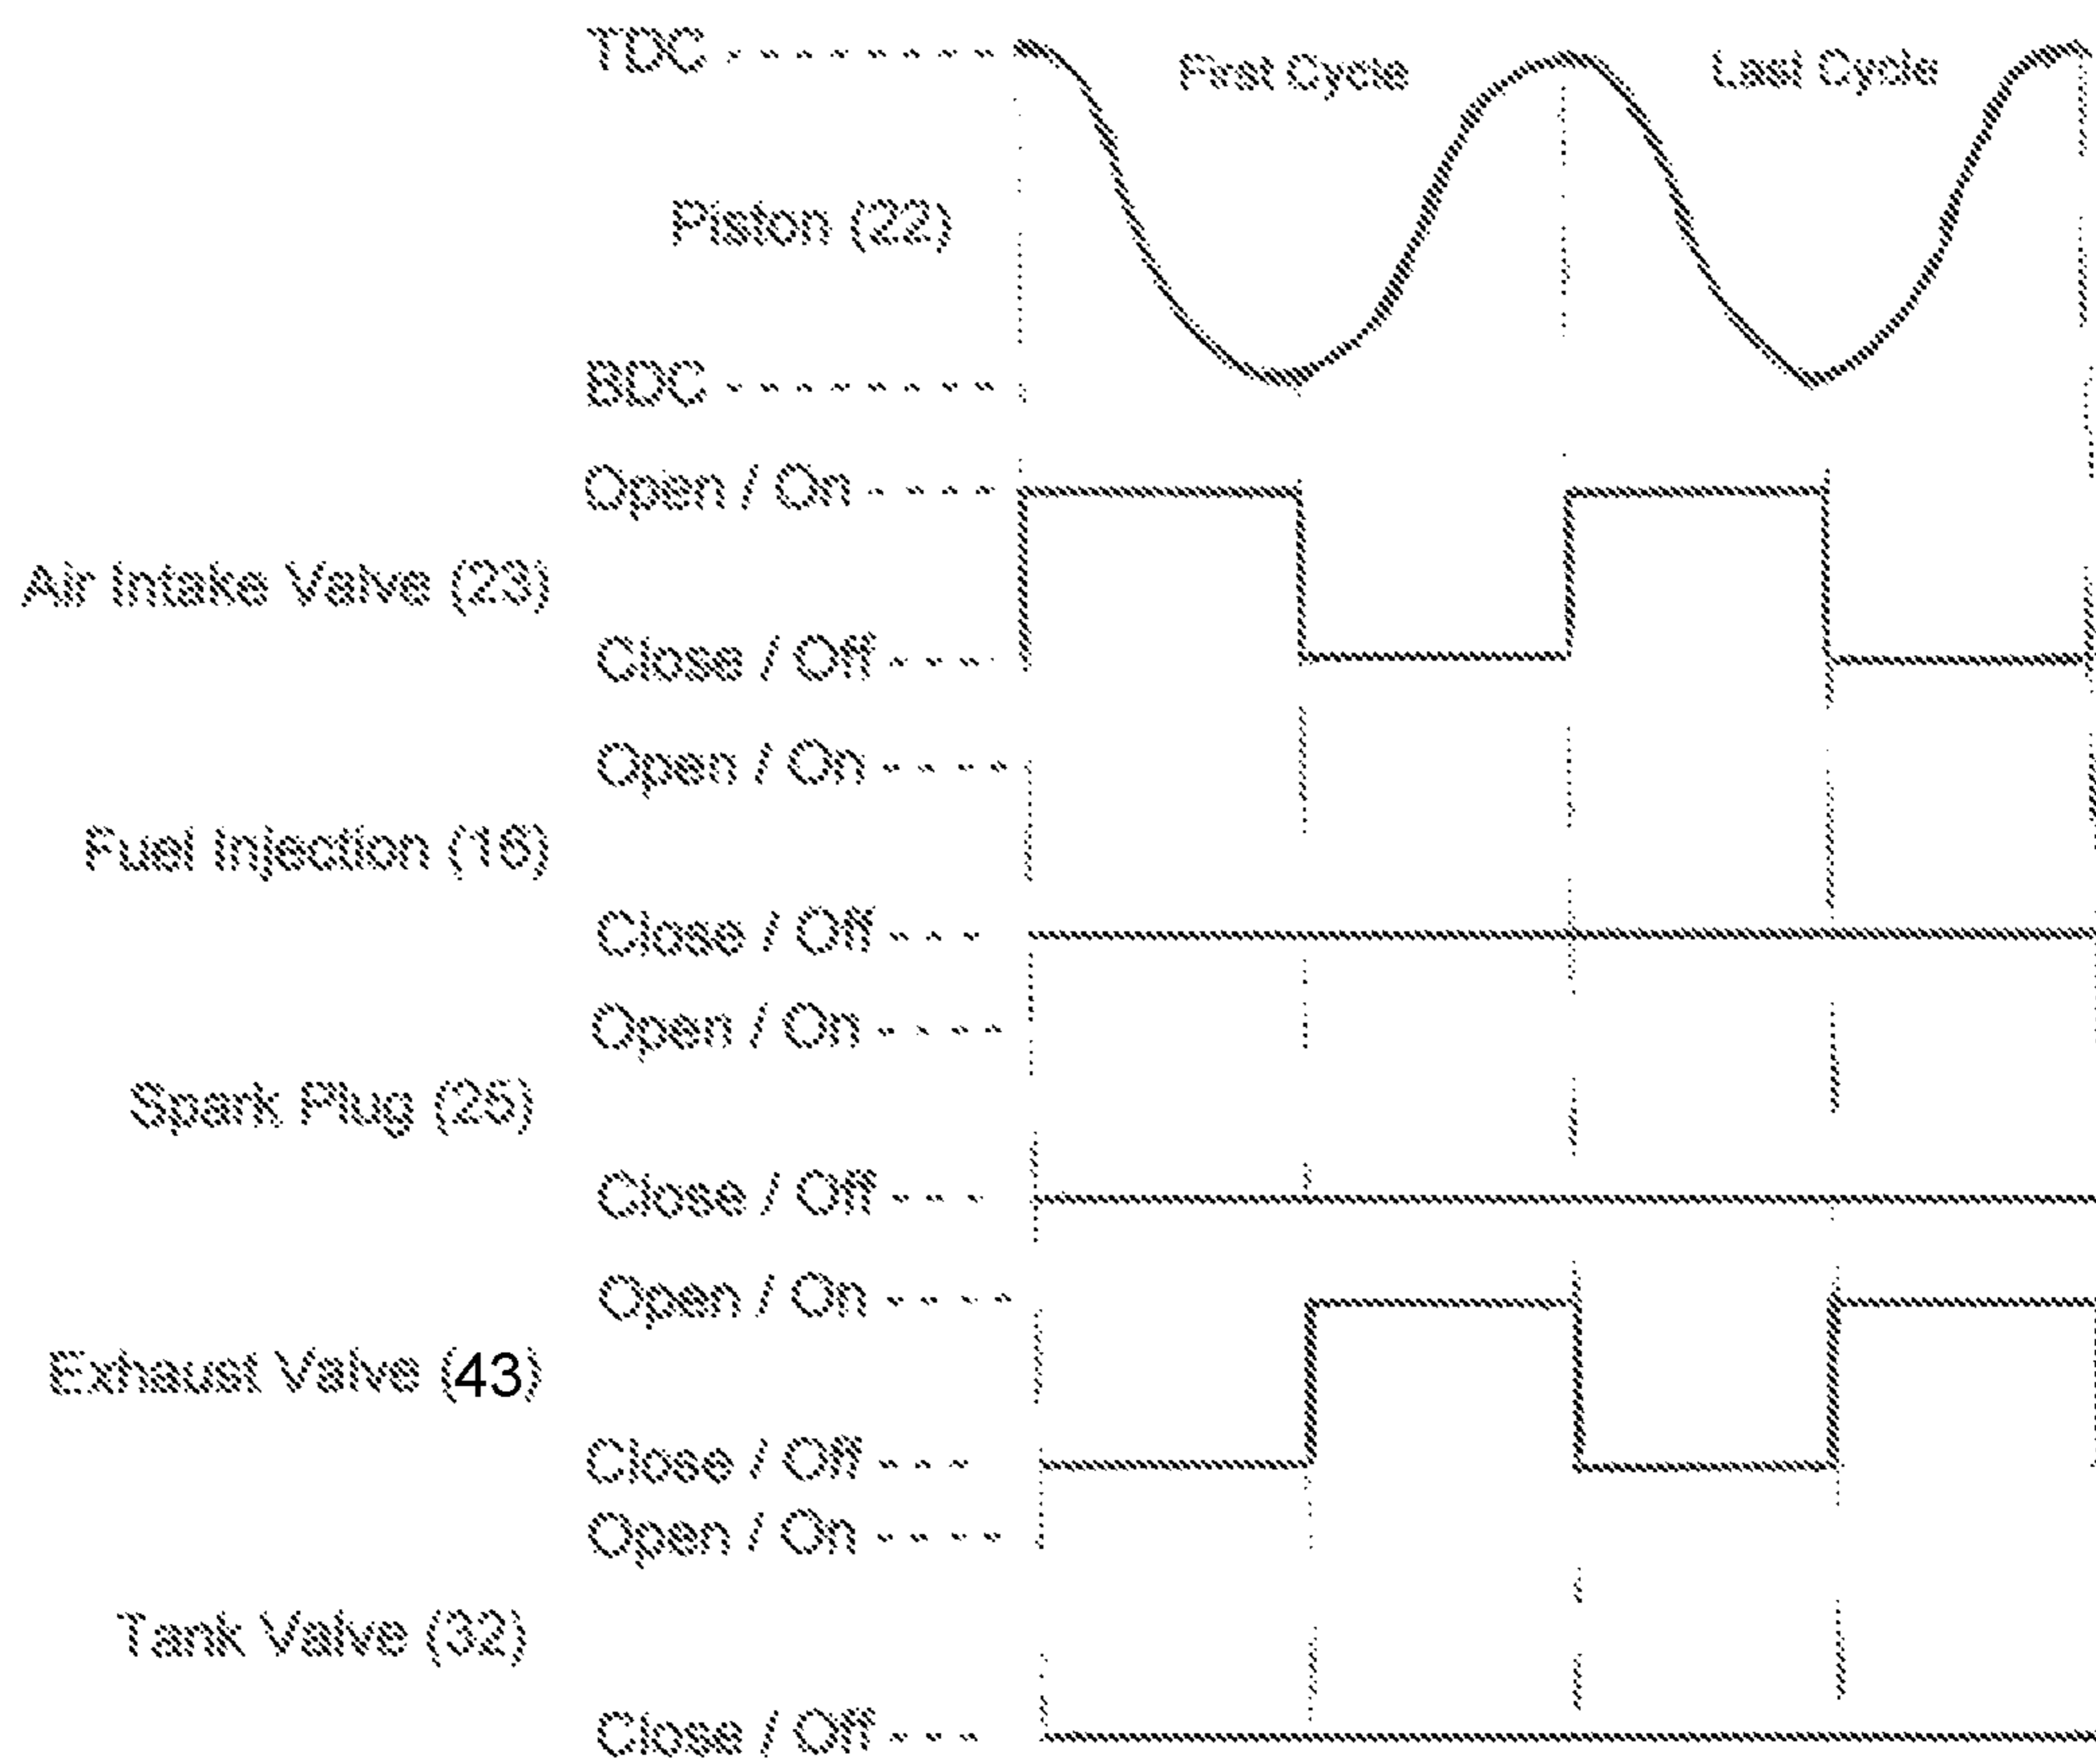 TDC
First Cycle
Last Cycle
Piston (22)
BDC
Open / On
Air Intake Valve (23)
Close / Off
Open / On
Fuel Injection (16)
Close / Off
Open / On
Spark Plug (25)
Close / Off
Open / On
Exhaust Valve (43)
Close / Off
Open / On
Tank Valve (32)
Close / Off